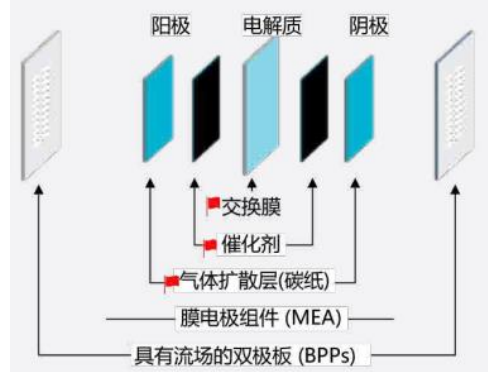 阳极 电解质 阴极
交换膜
催化剂
气体扩散层(碳纸)
膜电极组件 (MEA)
具有流场的双极板 (BPPs)